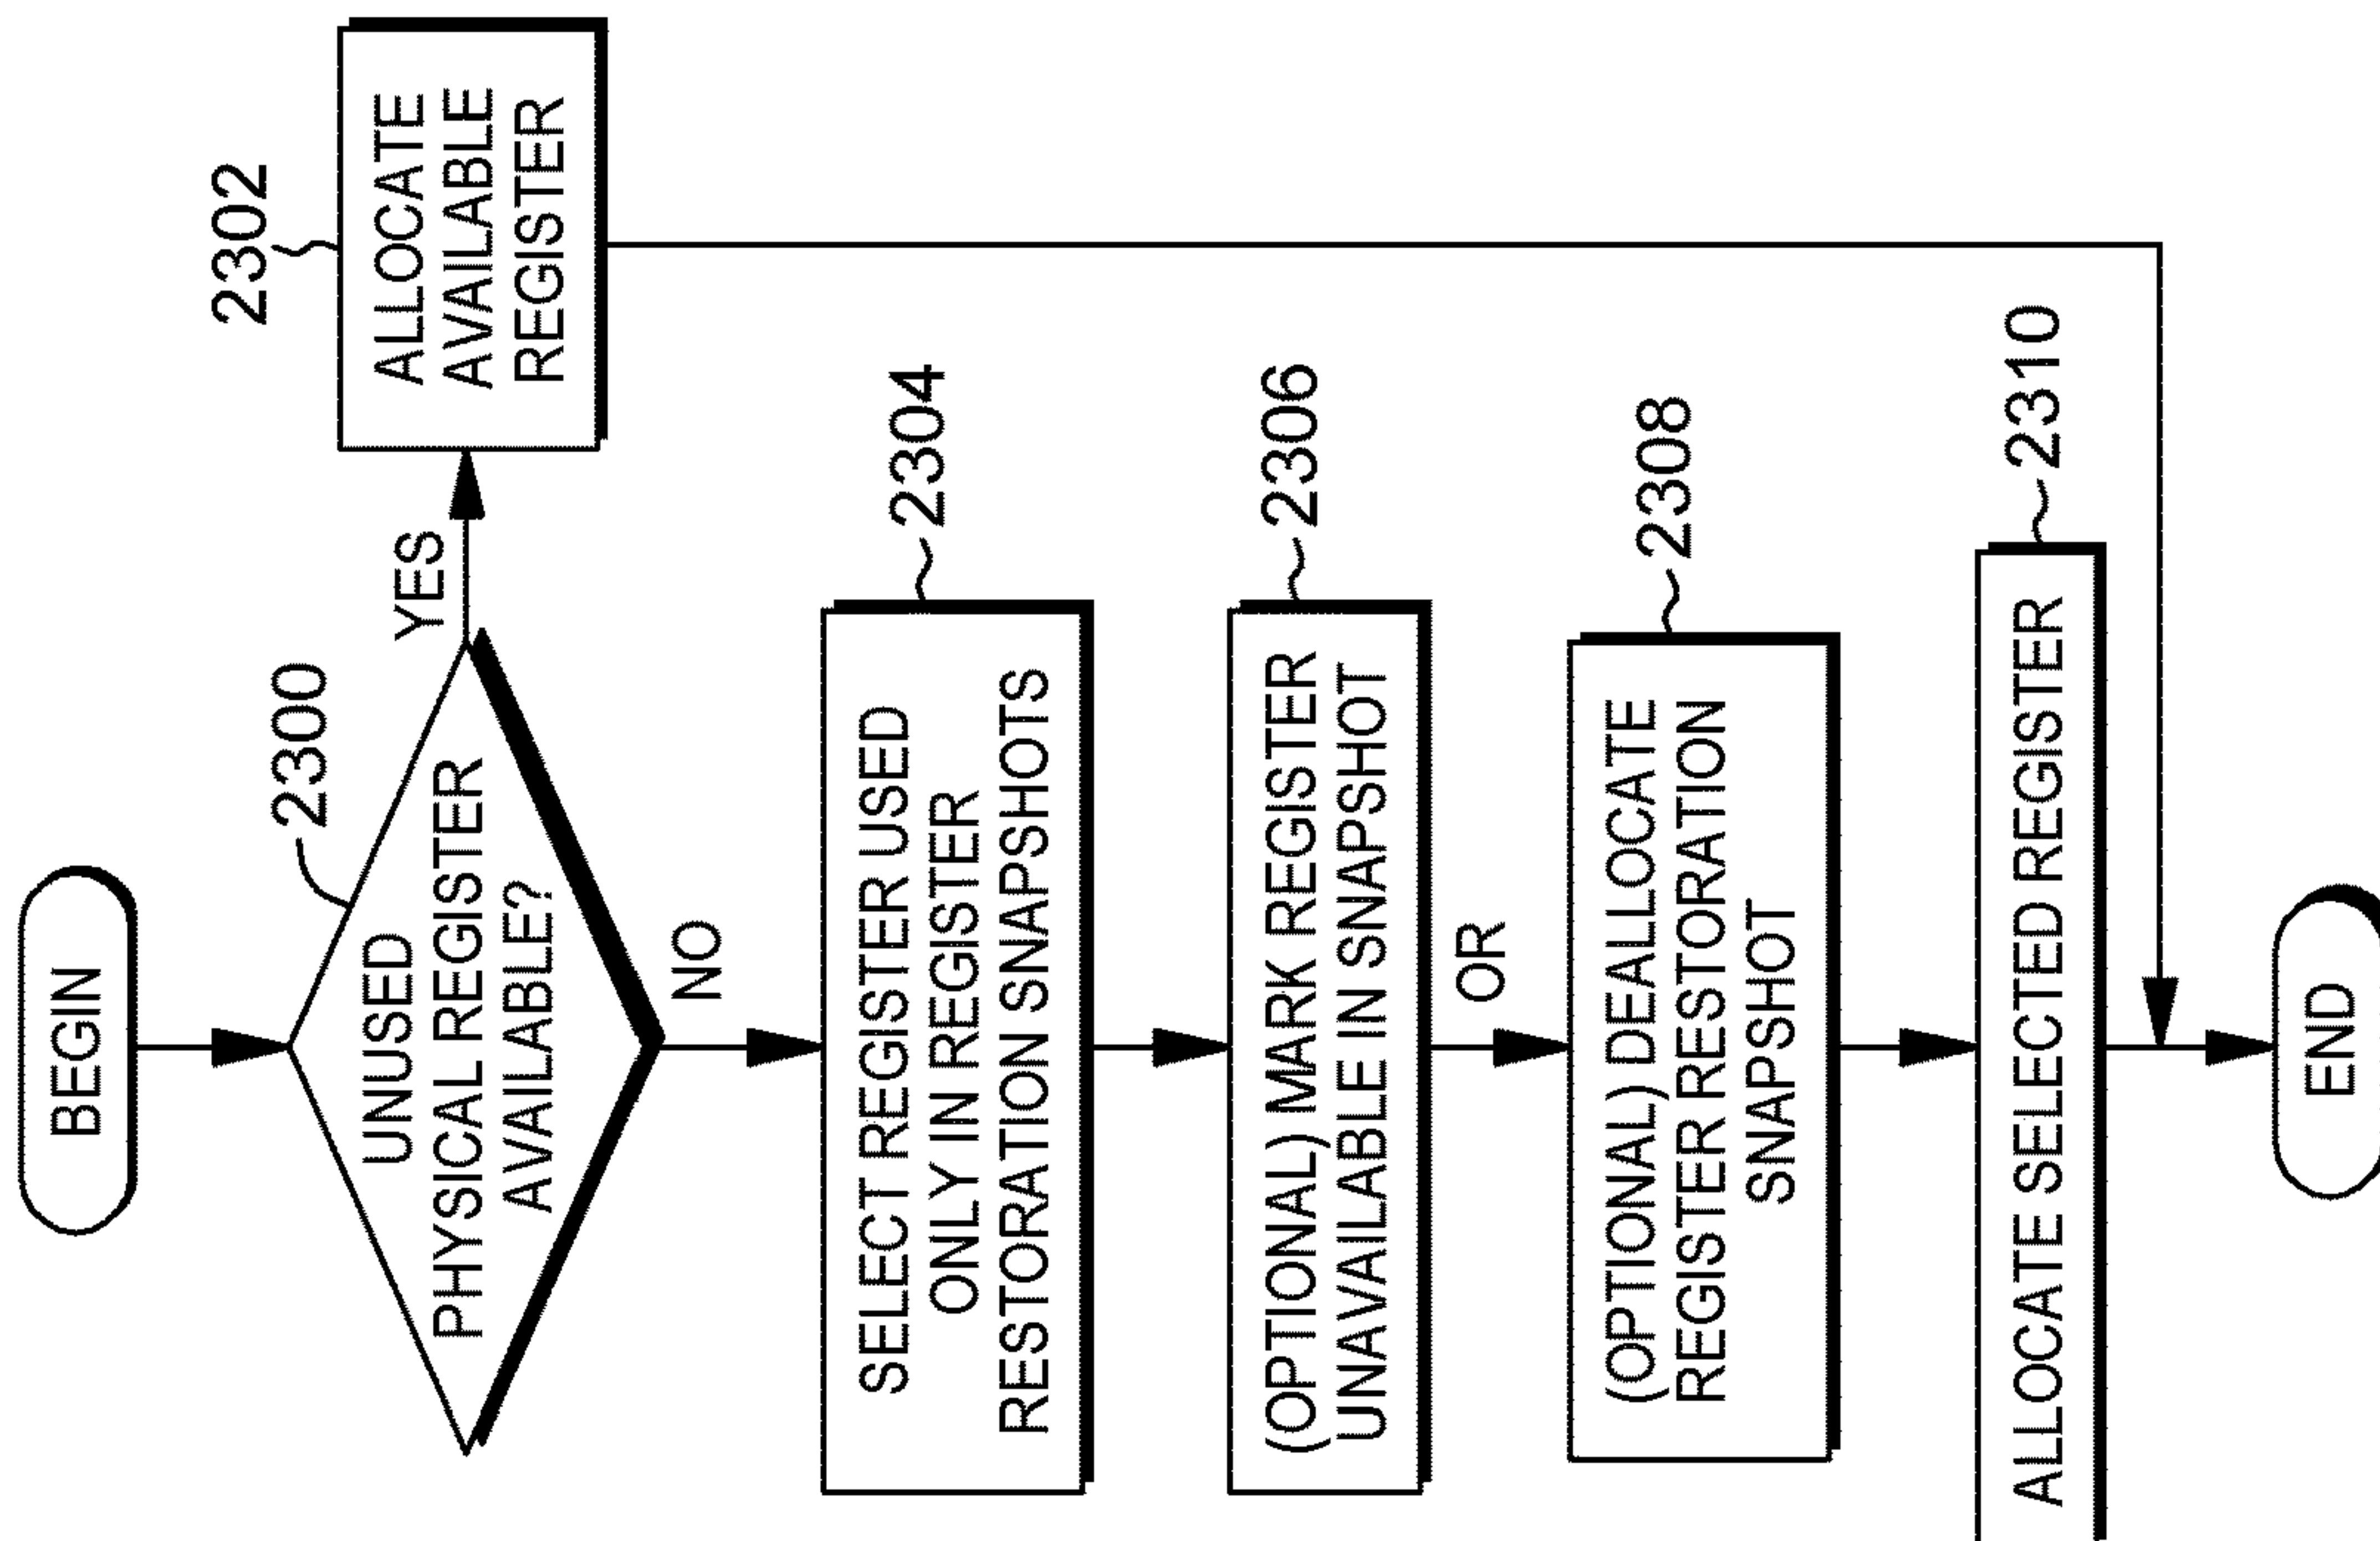 BEGIN
2300
UNUSED
PHYSICAL REGISTER
AVAILABLE?
YES
2302
ALLOCATE
AVAILABLE
REGISTER
NO
2304
SELECT REGISTER USED
ONLY IN REGISTER
RESTORATION SNAPSHOTS
2306
(OPTIONAL) MARK REGISTER
UNAVAILABLE IN SNAPSHOT
OR
2308
(OPTIONAL) DEALLOCATE
REGISTER RESTORATION
SNAPSHOT
2310
ALLOCATE SELECTED REGISTER
END